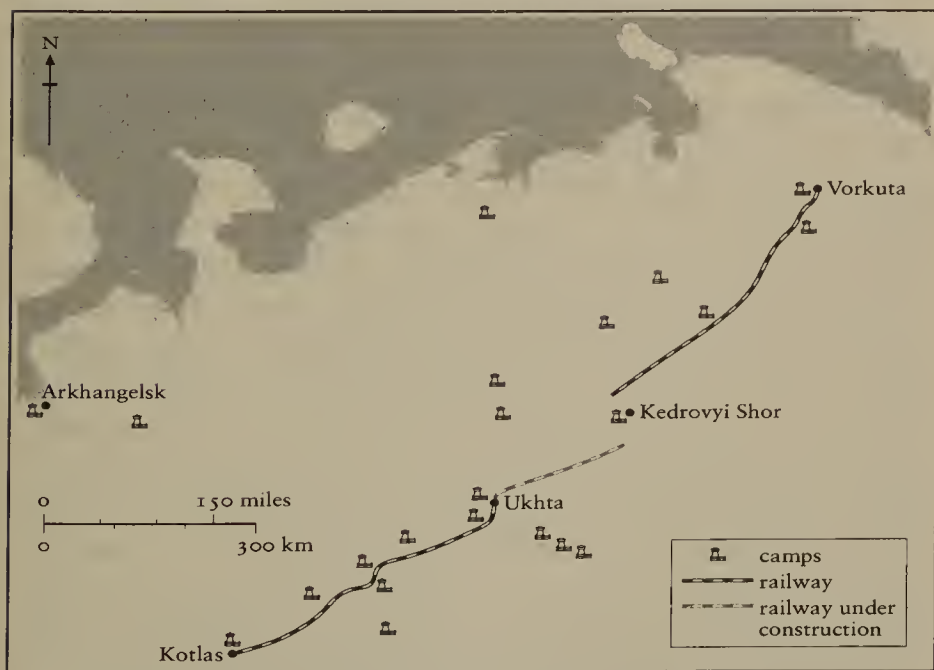 N
Vorkuta
Arkhangelsk
Kedrovyi Shor
0 150 miles
Ukhta
0 300 km
camps
railway
railway under
construction
Kotlas